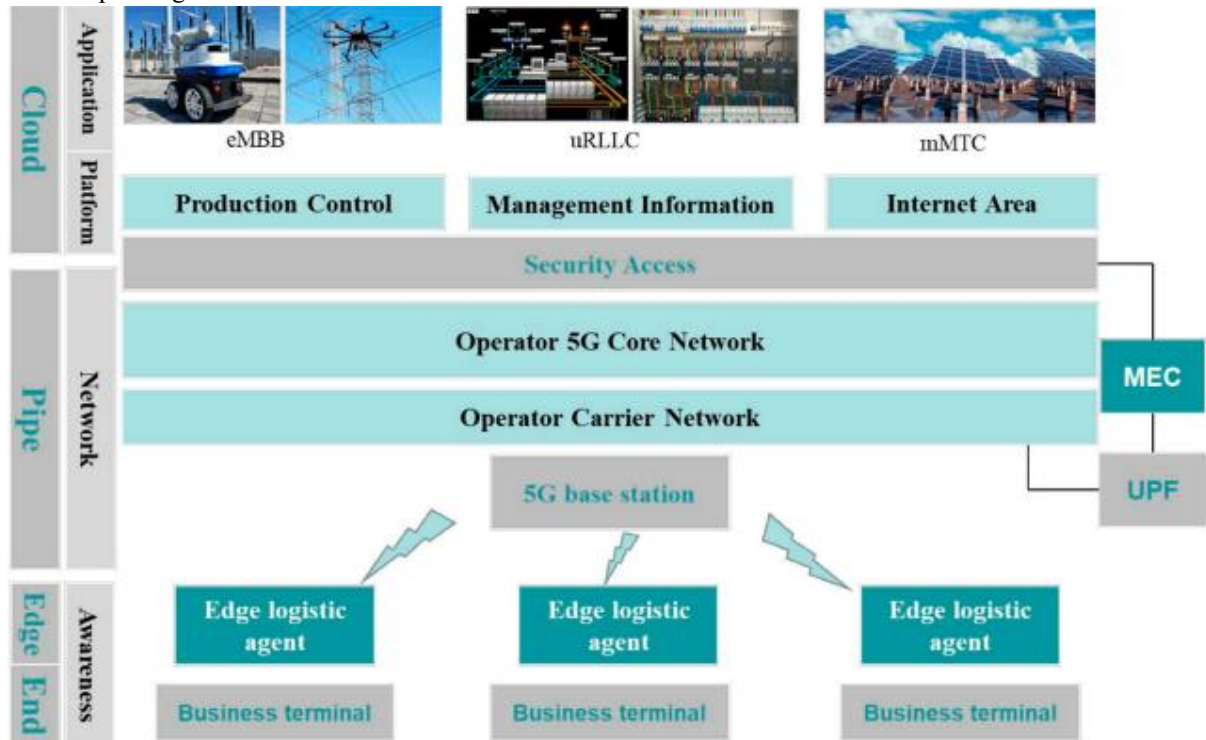 Cloud
Application
Platform
eMBB
uRLLC
mMTC
Production Control
Management Information
Internet Area
Security Access
Pipe
Network
Operator 5G Core Network
MEC
Operator Carrier Network
5G base station
UPF
Edge
End
Awareness
Edge logistic
agent
Edge logistic
agent
Edge logistic
agent
Business terminal
Business terminal
Business terminal